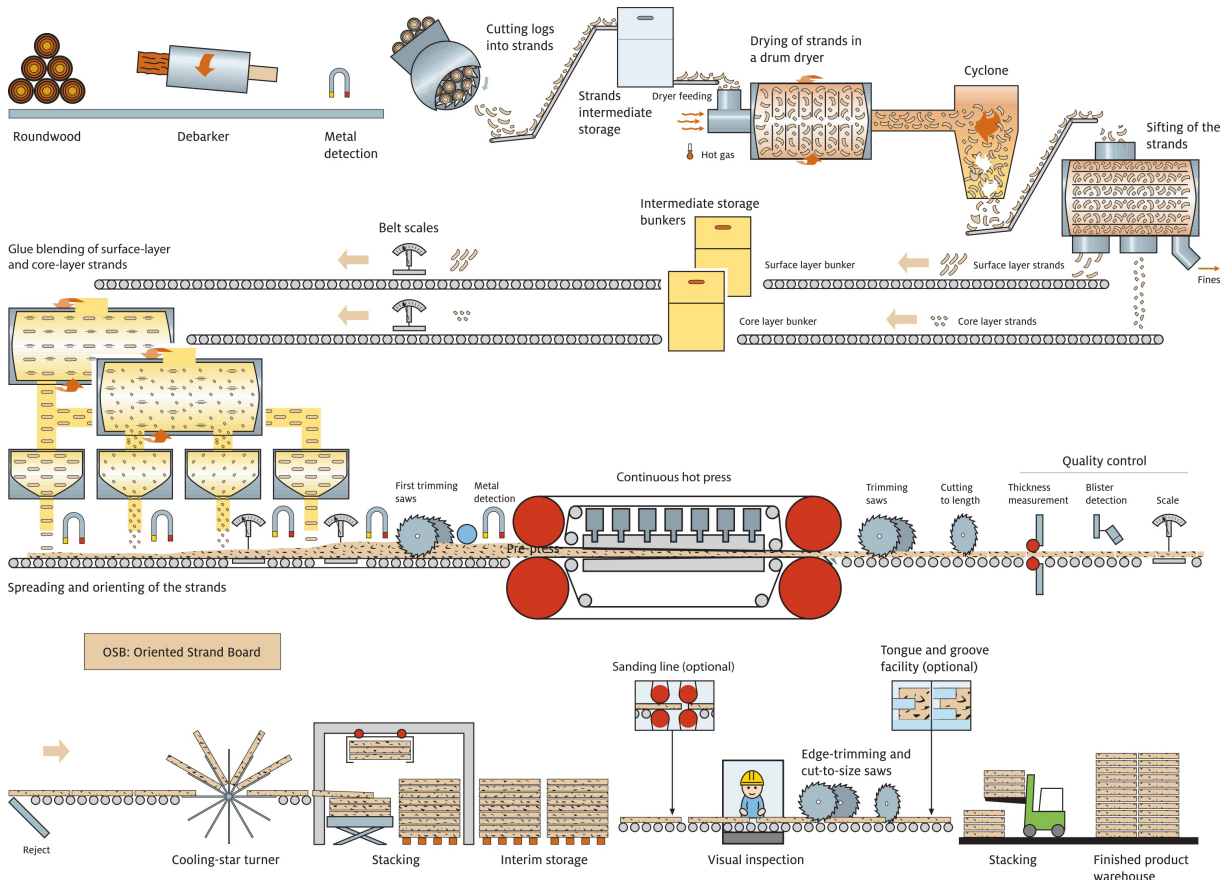 Cutting logs
into strands
Drying of strands in
a drum dryer
Cyclone
Strands
intermediate
storage
Dryer feeding
Hot gas
Sifting of the
strands
Roundwood
Debarker
Metal
detection
Intermediate storage
bunkers
Belt scales
Glue blending of surface-layer
and core-layer strands
Surface layer bunker
Surface layer strands
Fines
Core layer bunker
Core layer strands
Quality control
Continuous hot press
First trimming
saws
Metal
detection
Trimming
saws
Cutting
to length
Thickness
measurement
Blister
detection
Scale
Pre-press
Spreading and orienting of the strands
OSB: Oriented Strand Board
Sanding line (optional)
Tongue and groove
facility (optional)
Edge-trimming and
cut-to-size saws
Reject
Cooling-star turner
Stacking
Interim storage
Visual inspection
Stacking
Finished product
warehouse